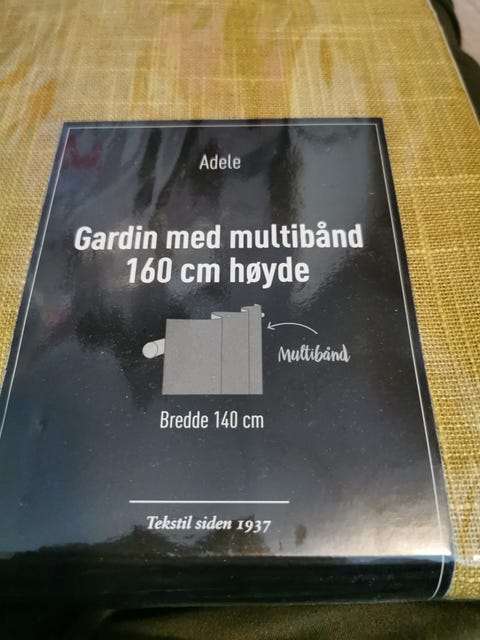 Adele
Gardin med multibånd
160 cm høyde
Multibånd
Bredde 140 cm
Tekstil siden 1937